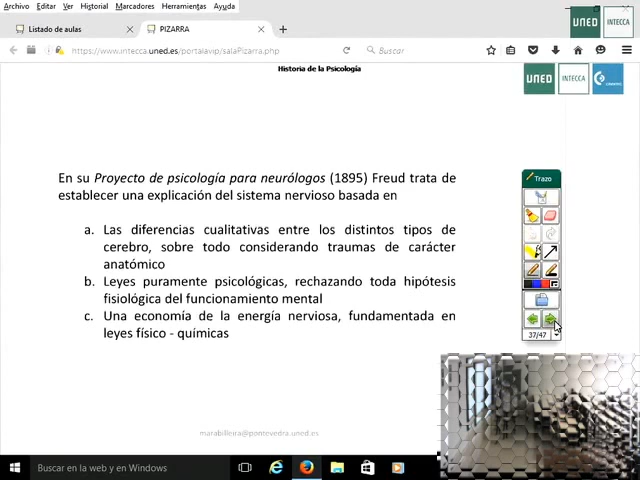 Archivo Editar Ver Historial Marcadores Herramientas Ayuda
Listado de aulas
PIZARRA
https://www.intecca.uned.es/portalavip/salaPizarra.php
Buscar
UNED
INTECCA
Historia de la Psicología
UNED
INTECCA
En su Proyecto de psicología para neurólogos (1895) Freud trata de
establecer una explicación del sistema nervioso basada en
a. Las diferencias cualitativas entre los distintos tipos de
cerebro, sobre todo considerando traumas de carácter
anatómico
b. Leyes puramente psicológicas, rechazando toda hipótesis
fisiológica del funcionamiento mental
c. Una economía de la energía nerviosa, fundamentada en
leyes físico - químicas
Trazo
37/47
marabilleira@pontevedra.uned.es
Buscar en la web y en Windows